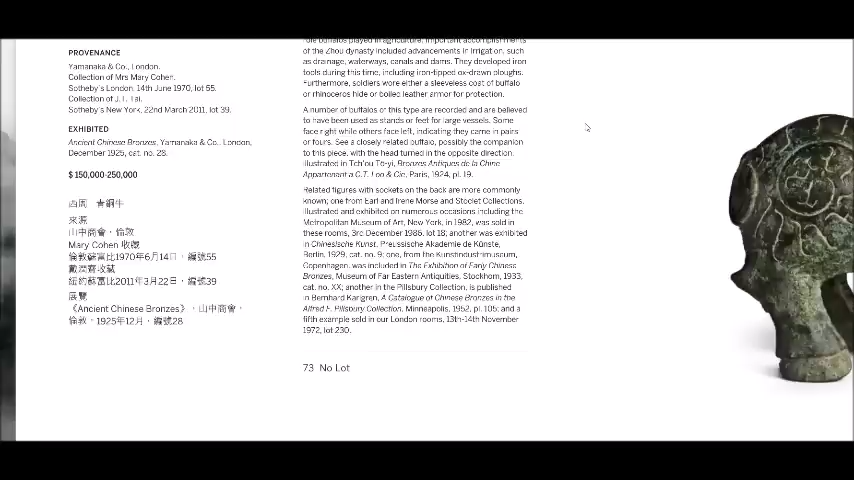 PROVENANCE
Yamanaka & Co., London.
Collection of Mrs Mary Cohen.
Sotheby's London, 14th June 1970, lot 55.
Collection of J. T. Tai.
Sotheby's New York, 22nd March 2011, lot 39.
EXHIBITED
Ancient Chinese Bronzes, Yamanaka & Co., London,
December 1925, cat. no. 28.
$ 150,000-250,000
西周 青銅牛
來源
山中商會,倫敦
Mary Cohen 收藏
倫敦蘇富比1970年6月14日,編號55
戴潤齋收藏
紐約蘇富比2011年3月22日,編號39
展覽
《Ancient Chinese Bronzes》,山中商會,
倫敦,1925年12月,編號28
role buffalos played in agriculture. Important accomplishments
of the Zhou dynasty included advancements in irrigation, such
as drainage, waterways, canals and dams. They developed iron
tools during this time, including iron-tipped ox-drawn ploughs.
Furthermore, soldiers wore either a sleeveless coat of buffalo
or rhinoceros hide or boiled leather armor for protection.
A number of buffalos of this type are recorded and are believed
to have been used as stands or feet for large vessels. Some
face right while others face left, indicating they came in pairs
or fours. See a closely related buffalo, possibly the companion
to this piece, with the head turned in the opposite direction,
illustrated in Tch'ou Tö-yi, Bronzes Antiques de la Chine
Appartenant a C.T. Loo & Cie, Paris, 1924, pl. 19.
Related figures with sockets on the back are more commonly
known; one from Earl and Irene Morse and Stoclet Collections,
illustrated and exhibited on numerous occasions including the
Metropolitan Museum of Art, New York, in 1982, was sold in
these rooms, 3rd December 1986, lot 18; another was exhibited
in Chinesische Kunst, Preussische Akademie de Künste,
Berlin, 1929, cat. no. 9; one, from the Kunstindustrimuseum,
Copenhagen, was included in The Exhibition of Early Chinese
Bronzes, Museum of Far Eastern Antiquities, Stockhom, 1933,
cat. no. XX; another in the Pillsbury Collection, is published
in Bernhard Karlgren, A Catalogue of Chinese Bronzes in the
Alfred F. Pillsbury Collection, Minneapolis, 1952, pl. 105; and a
fifth example sold in our London rooms, 13th-14th November
1972, lot 230.
73 No Lot